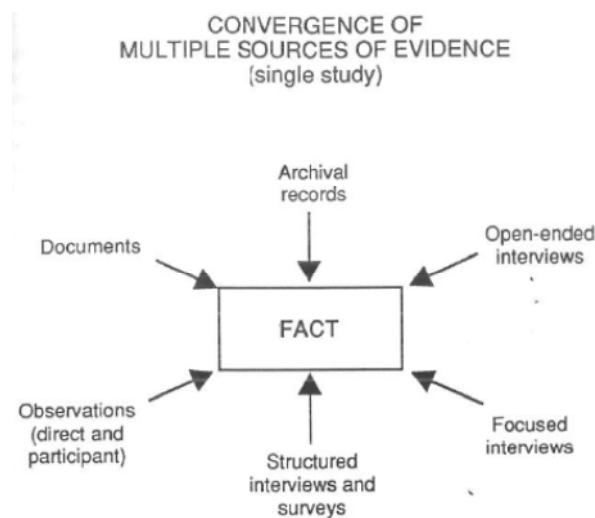 CONVERGENCE OF
MULTIPLE SOURCES OF EVIDENCE
(single study)
Archival
records
Documents
Open-ended
interviews
FACT
Observations
(direct and
participant)
Structured
interviews and
surveys
Focused
interviews